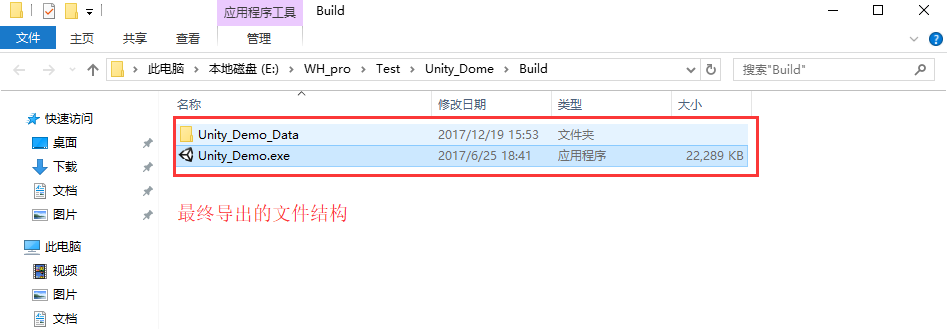 应用程序工具 Build
文件 主页 共享 查看 管理
此电脑 本地磁盘 (E:) WH_pro Test Unity_Dome Build 搜索"Build"
名称 修改日期 类型 大小
快速访问
Unity_Demo_Data 2017/12/19 15:53 文件夹
桌面
Unity_Demo.exe 2017/6/25 18:41 应用程序 22,289 KB
下载
文档
图片
最终导出的文件结构
此电脑
视频
图片
文档